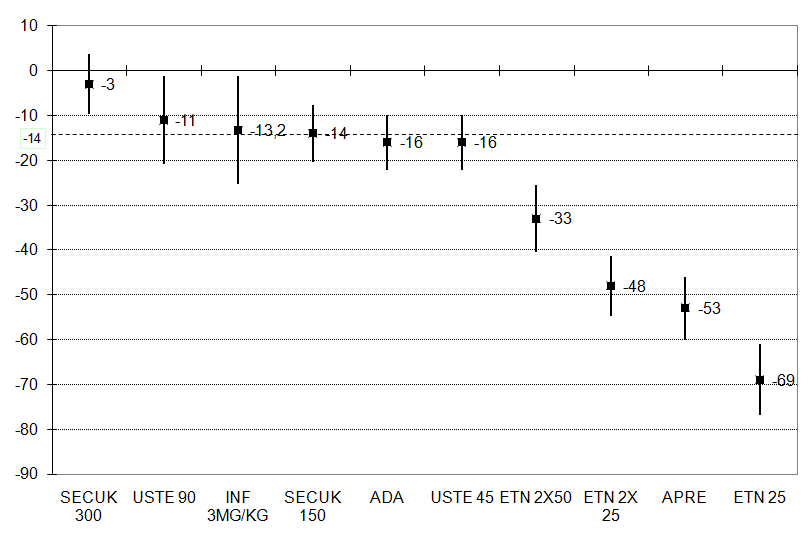 10
0
-10
-14
-20
-30
-40
-50
-60
-70
-80
-90
-3
-11
-13,2
-14
-16
-16
-33
-48
-53
-69
SECUK 300
USTE 90
INF 3MG/KG
SECUK 150
ADA
USTE 45
ETN 2X50
ETN 2X 25
APRE
ETN 25